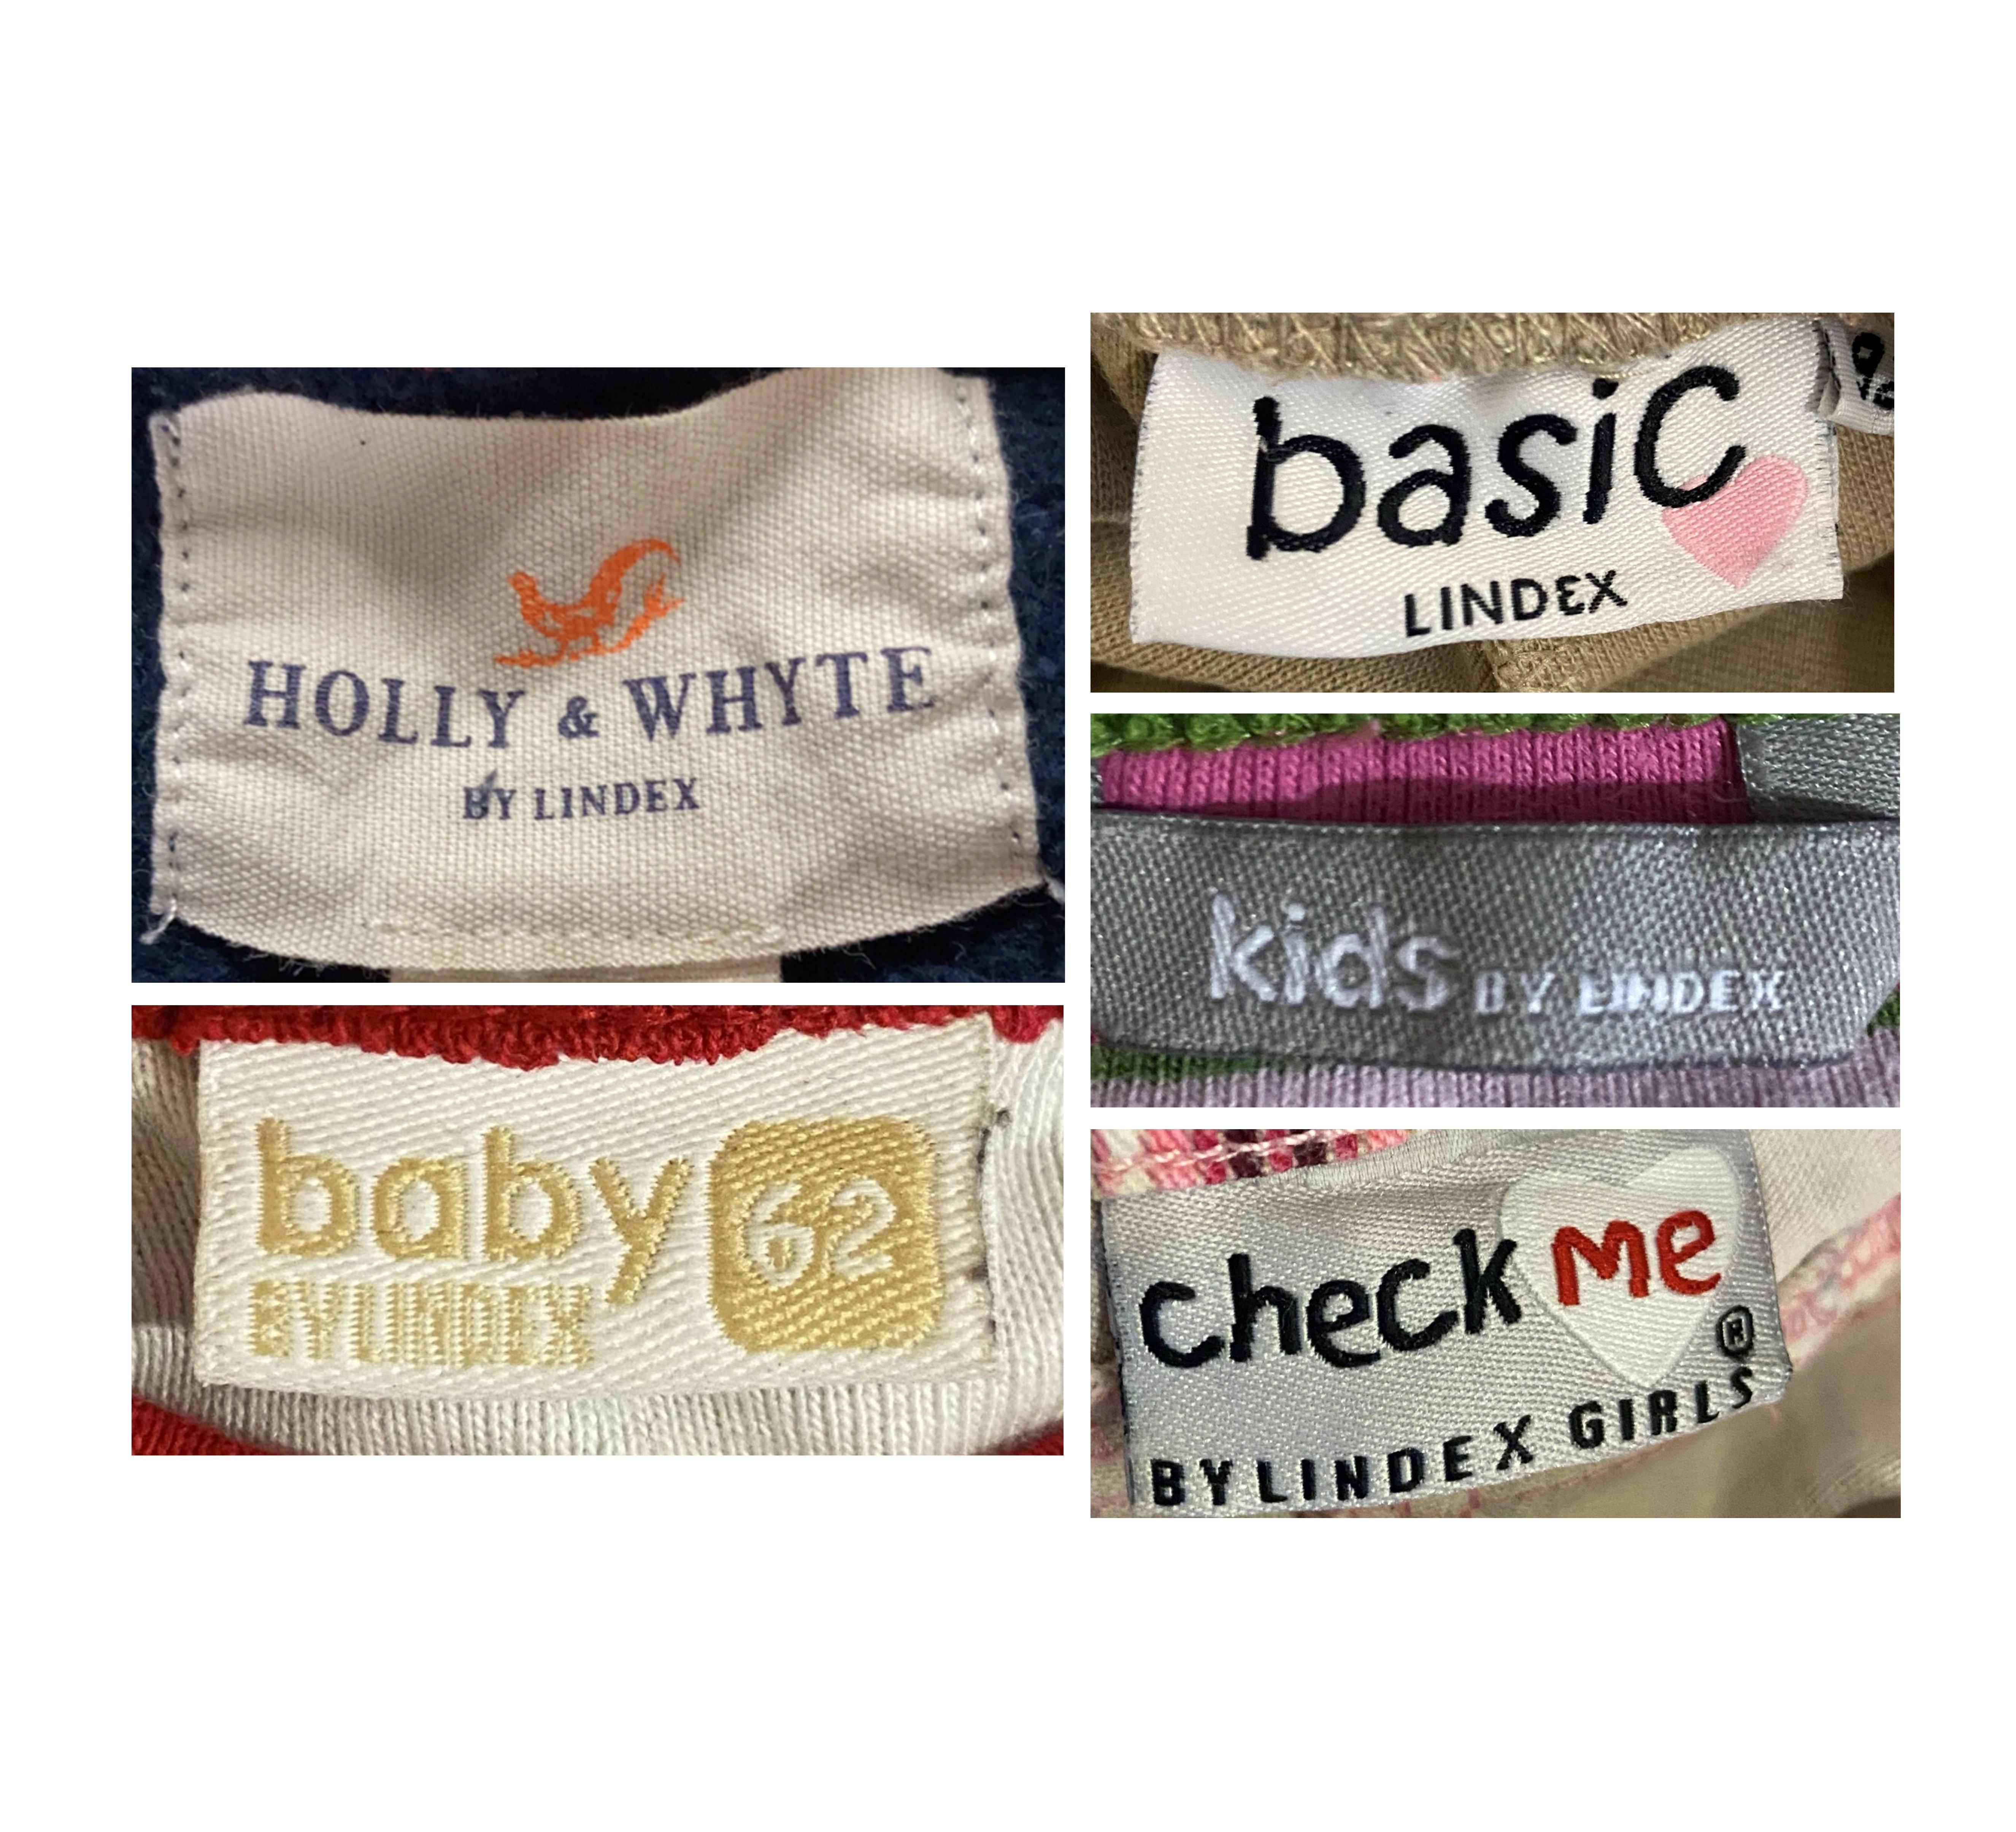 HOLLY & WHYTE
BY LINDEX
baby 62
BY LINDEX
basic
LINDEX
kids BY LINDEX
check me ®
BY LINDEX GIRLS